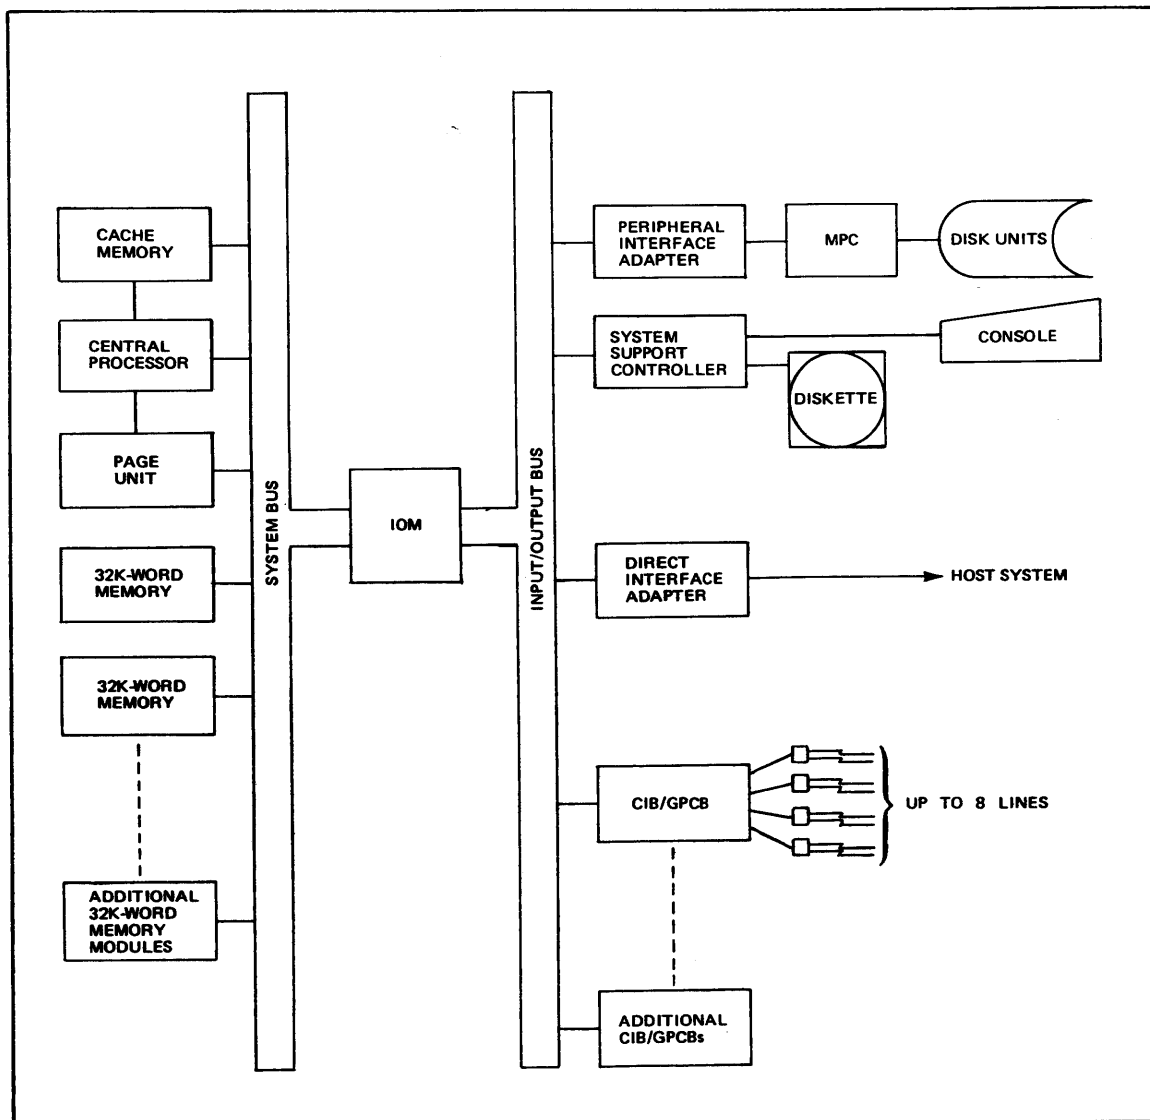 CACHE
MEMORY
CENTRAL
PROCESSOR
PAGE
UNIT
32K-WORD
MEMORY
32K-WORD
MEMORY
ADDITIONAL
32K-WORD
MEMORY
MODULES
SYSTEM BUS
IOM
INPUT/OUTPUT BUS
PERIPHERAL
INTERFACE
ADAPTER
MPC
DISK UNITS
SYSTEM
SUPPORT
CONTROLLER
CONSOLE
DISKETTE
DIRECT
INTERFACE
ADAPTER
HOST SYSTEM
CIB/GPCB
UP TO 8 LINES
ADDITIONAL
CIB/GPCBs